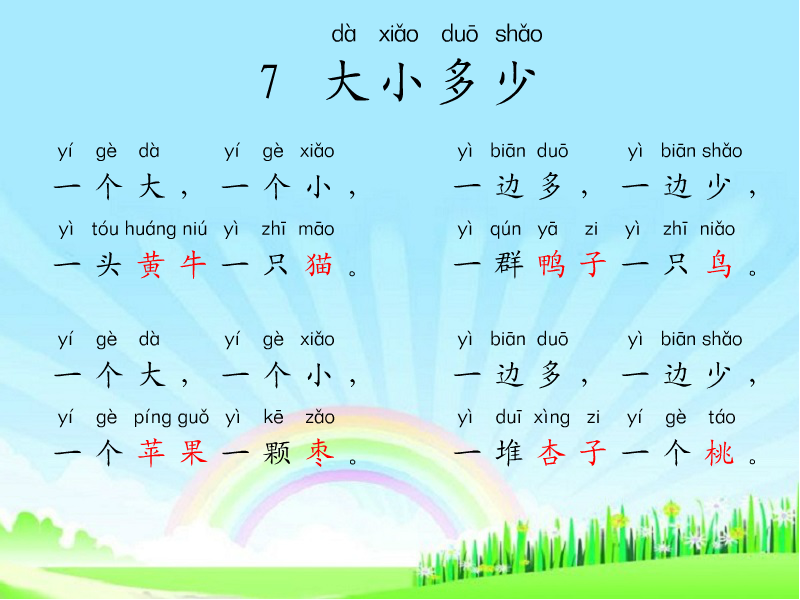 dà xiǎo duō shǎo
7 大小多少
yí gè dà yí gè xiǎo
一个大，一个小，
yì tóu huáng niú yì zhī māo
一头黄牛一只猫。
yì biān duō yì biān shǎo
一边多，一边少，
yì qún yā zi yì zhī niǎo
一群鸭子一只鸟。
yí gè dà yí gè xiǎo
一个大，一个小，
yí gè píng guǒ yì kē zǎo
一个苹果一颗枣。
yì biān duō yì biān shǎo
一边多，一边少，
yì duī xìng zi yí gè táo
一堆杏子一个桃。